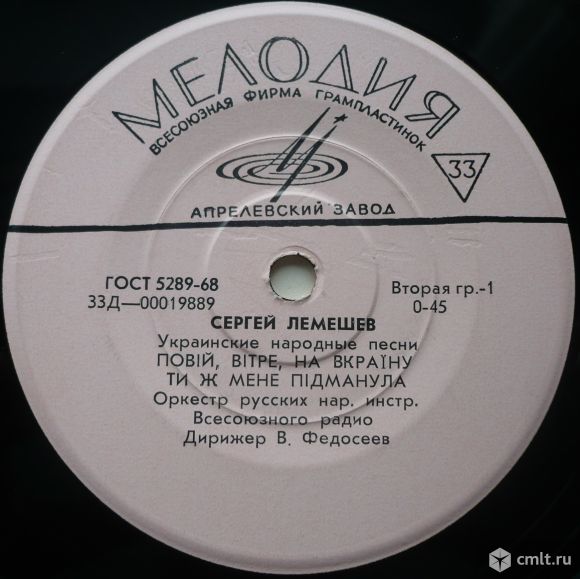 МЕЛОДИЯ
ВСЕСОЮЗНАЯ ФИРМА ГРАМПЛАСТИНОК
33
АПРЕЛЕВСКИЙ ЗАВОД
ГОСТ 5289-68
33Д—00019889
Вторая гр.-1
0-45
СЕРГЕЙ ЛЕМЕШЕВ
Украинские народные песни
ПОВІЙ, ВІТРЕ, НА ВКРАЇНУ
ТИ Ж МЕНЕ ПІДМАНУЛА
Оркестр русских нар. инстр.
Всесоюзного радио
Дирижер В. Федосеев
cmlt.ru